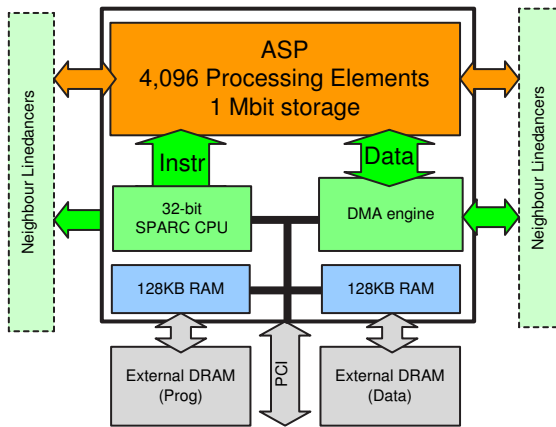 ASP
4,096 Processing Elements
1 Mbit storage
Neighbour Linedancers
Neighbour Linedancers
Instr
Data
32-bit
SPARC CPU
DMA engine
128KB RAM
128KB RAM
External DRAM
(Prog)
PCI
External DRAM
(Data)